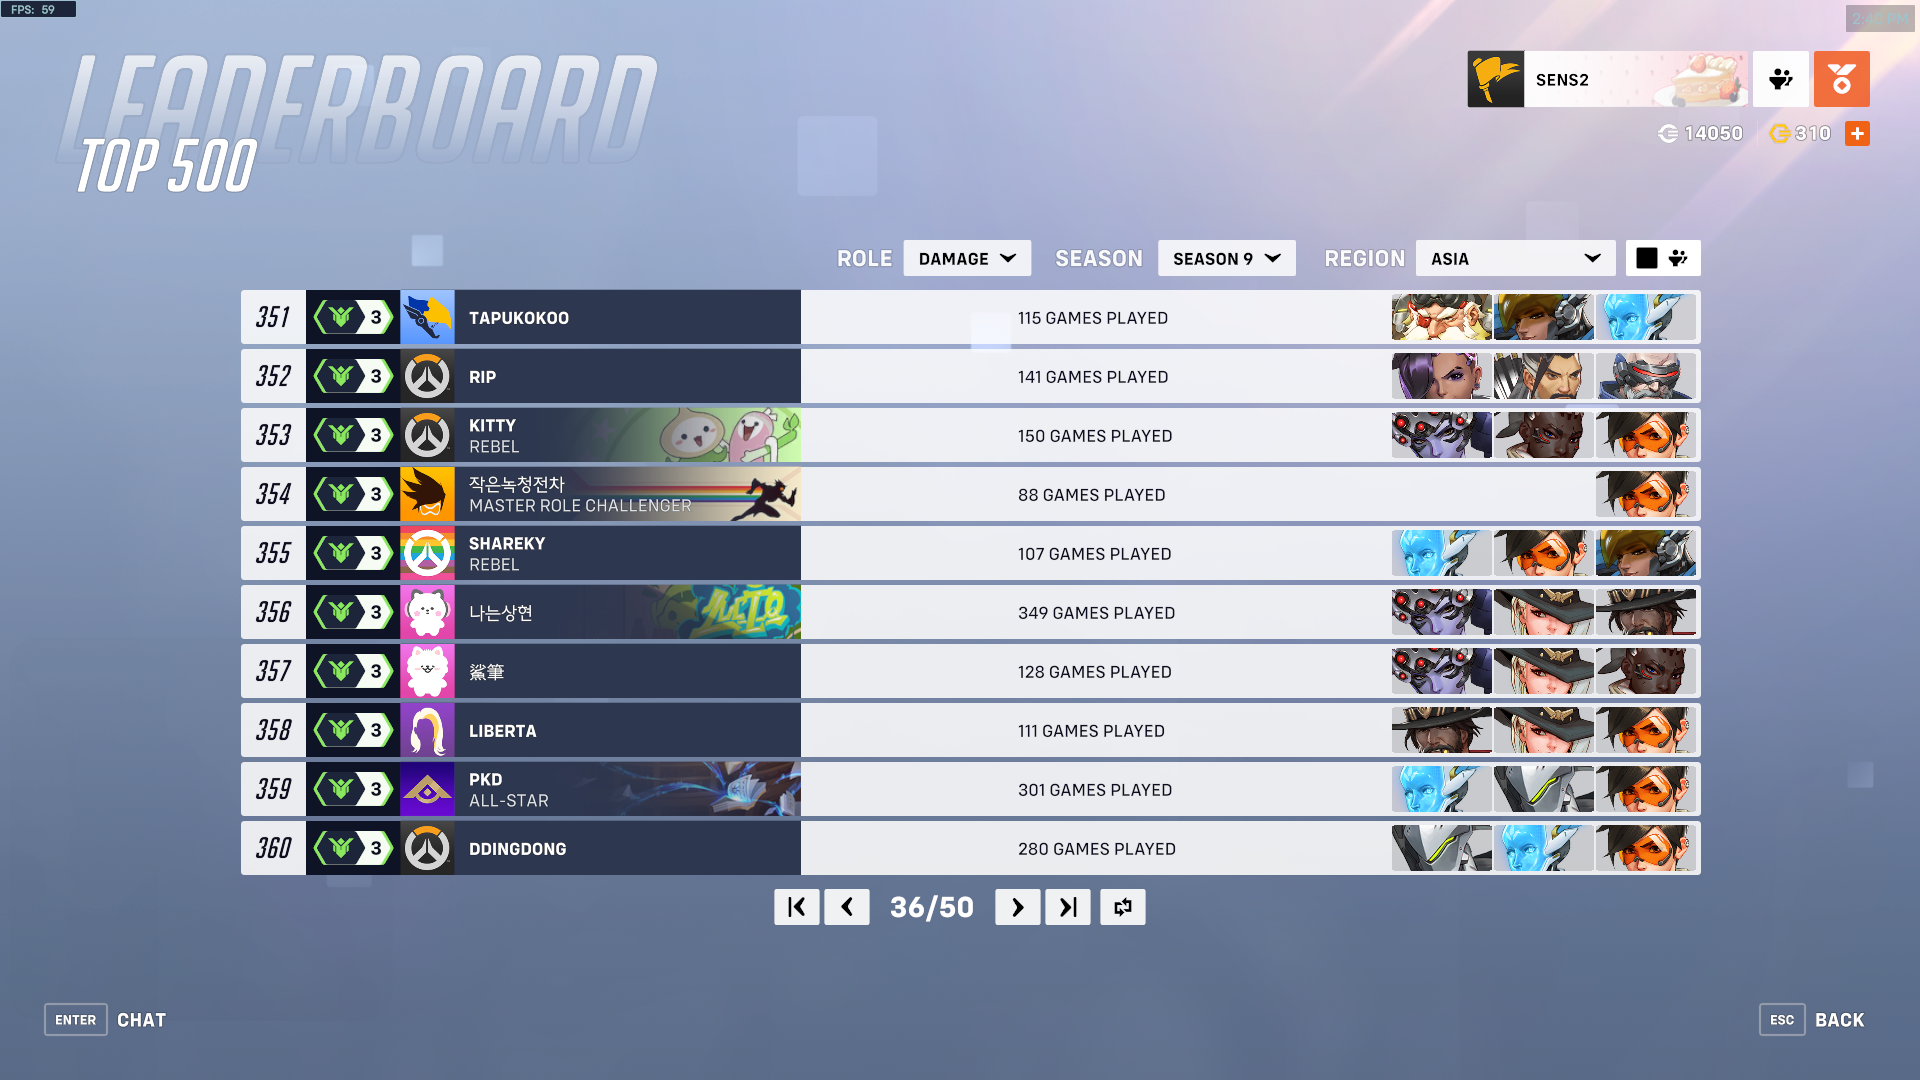 FPS: 59
LEADERBOARD
TOP 500
SENS2
14050
310
ROLE DAMAGE SEASON SEASON 9 REGION ASIA
351 3 TAPUKOKOO 115 GAMES PLAYED
352 3 RIP 141 GAMES PLAYED
353 3 KITTY REBEL 150 GAMES PLAYED
354 3 작은녹청전차 MASTER ROLE CHALLENGER 88 GAMES PLAYED
355 3 SHAREKY REBEL 107 GAMES PLAYED
356 3 나는상현 349 GAMES PLAYED
357 3 鯊筆 128 GAMES PLAYED
358 3 LIBERTA 111 GAMES PLAYED
359 3 PKD ALL-STAR 301 GAMES PLAYED
360 3 DDINGDONG 280 GAMES PLAYED
36/50
ENTER CHAT
ESC BACK